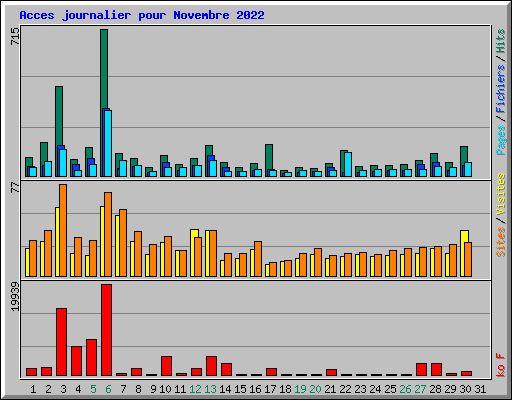 Acces journalier pour Novembre 2022
715
77
19939
Pages / Fichiers / Hits
Sites / Visites
ko F
1 2 3 4 5 6 7 8 9 10 11 12 13 14 15 16 17 18 19 20 21 22 23 24 25 26 27 28 29 30 31